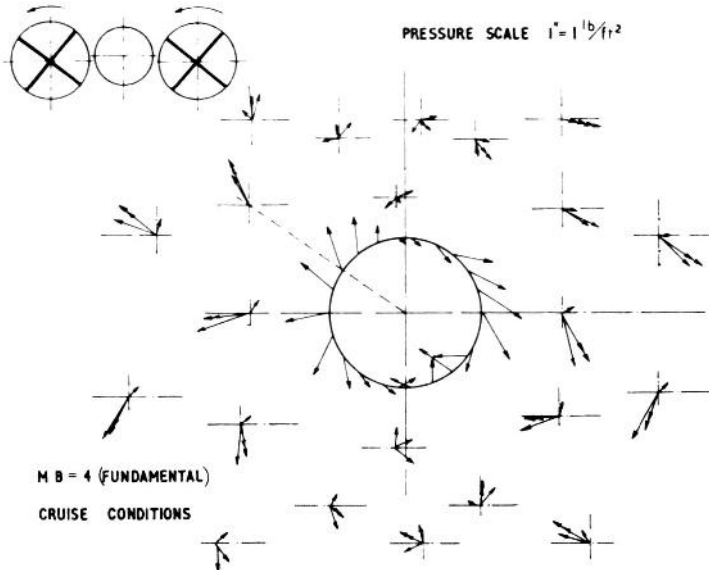 PRESSURE SCALE 1"= 1 lb/ft2
M B = 4 (FUNDAMENTAL)
CRUISE CONDITIONS